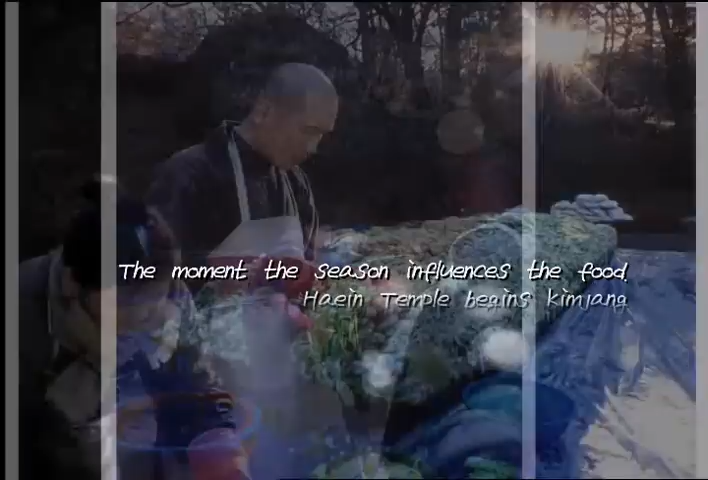 The moment the season influences the food.
Haein Temple begins kimjang